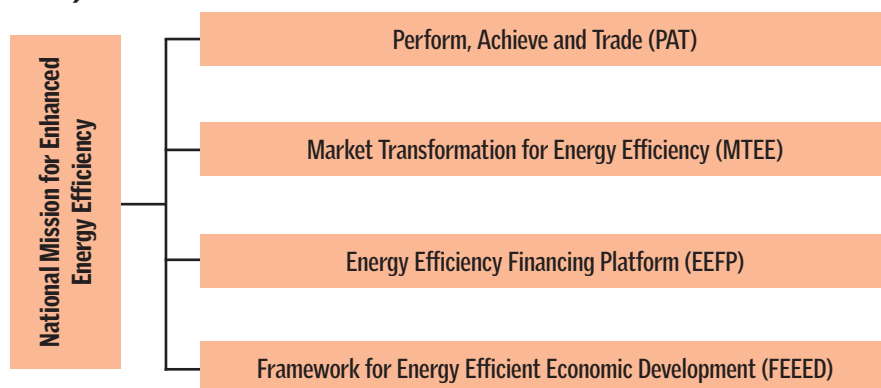 National Mission for Enhanced
Energy Efficiency
Perform, Achieve and Trade (PAT)
Market Transformation for Energy Efficiency (MTEE)
Energy Efficiency Financing Platform (EEFP)
Framework for Energy Efficient Economic Development (FEEED)